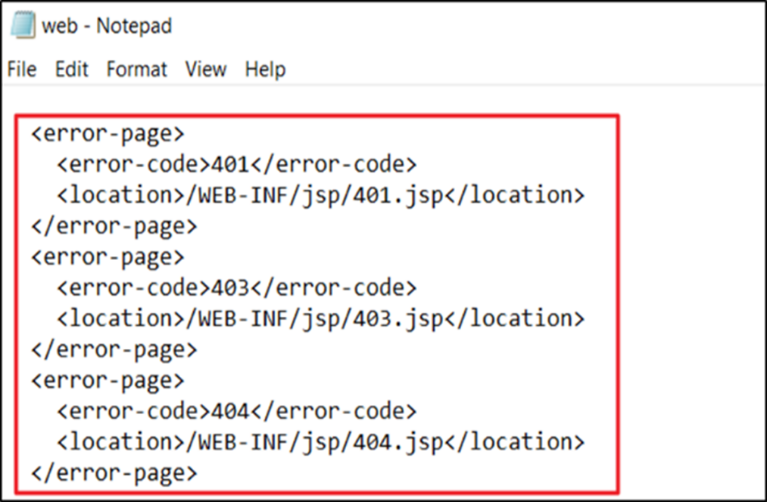 web - Notepad
File Edit Format View Help
<error-page>
<error-code>401</error-code>
<location>/WEB-INF/jsp/401.jsp</location>
</error-page>
<error-page>
<error-code>403</error-code>
<location>/WEB-INF/jsp/403.jsp</location>
</error-page>
<error-page>
<error-code>404</error-code>
<location>/WEB-INF/jsp/404.jsp</location>
</error-page>